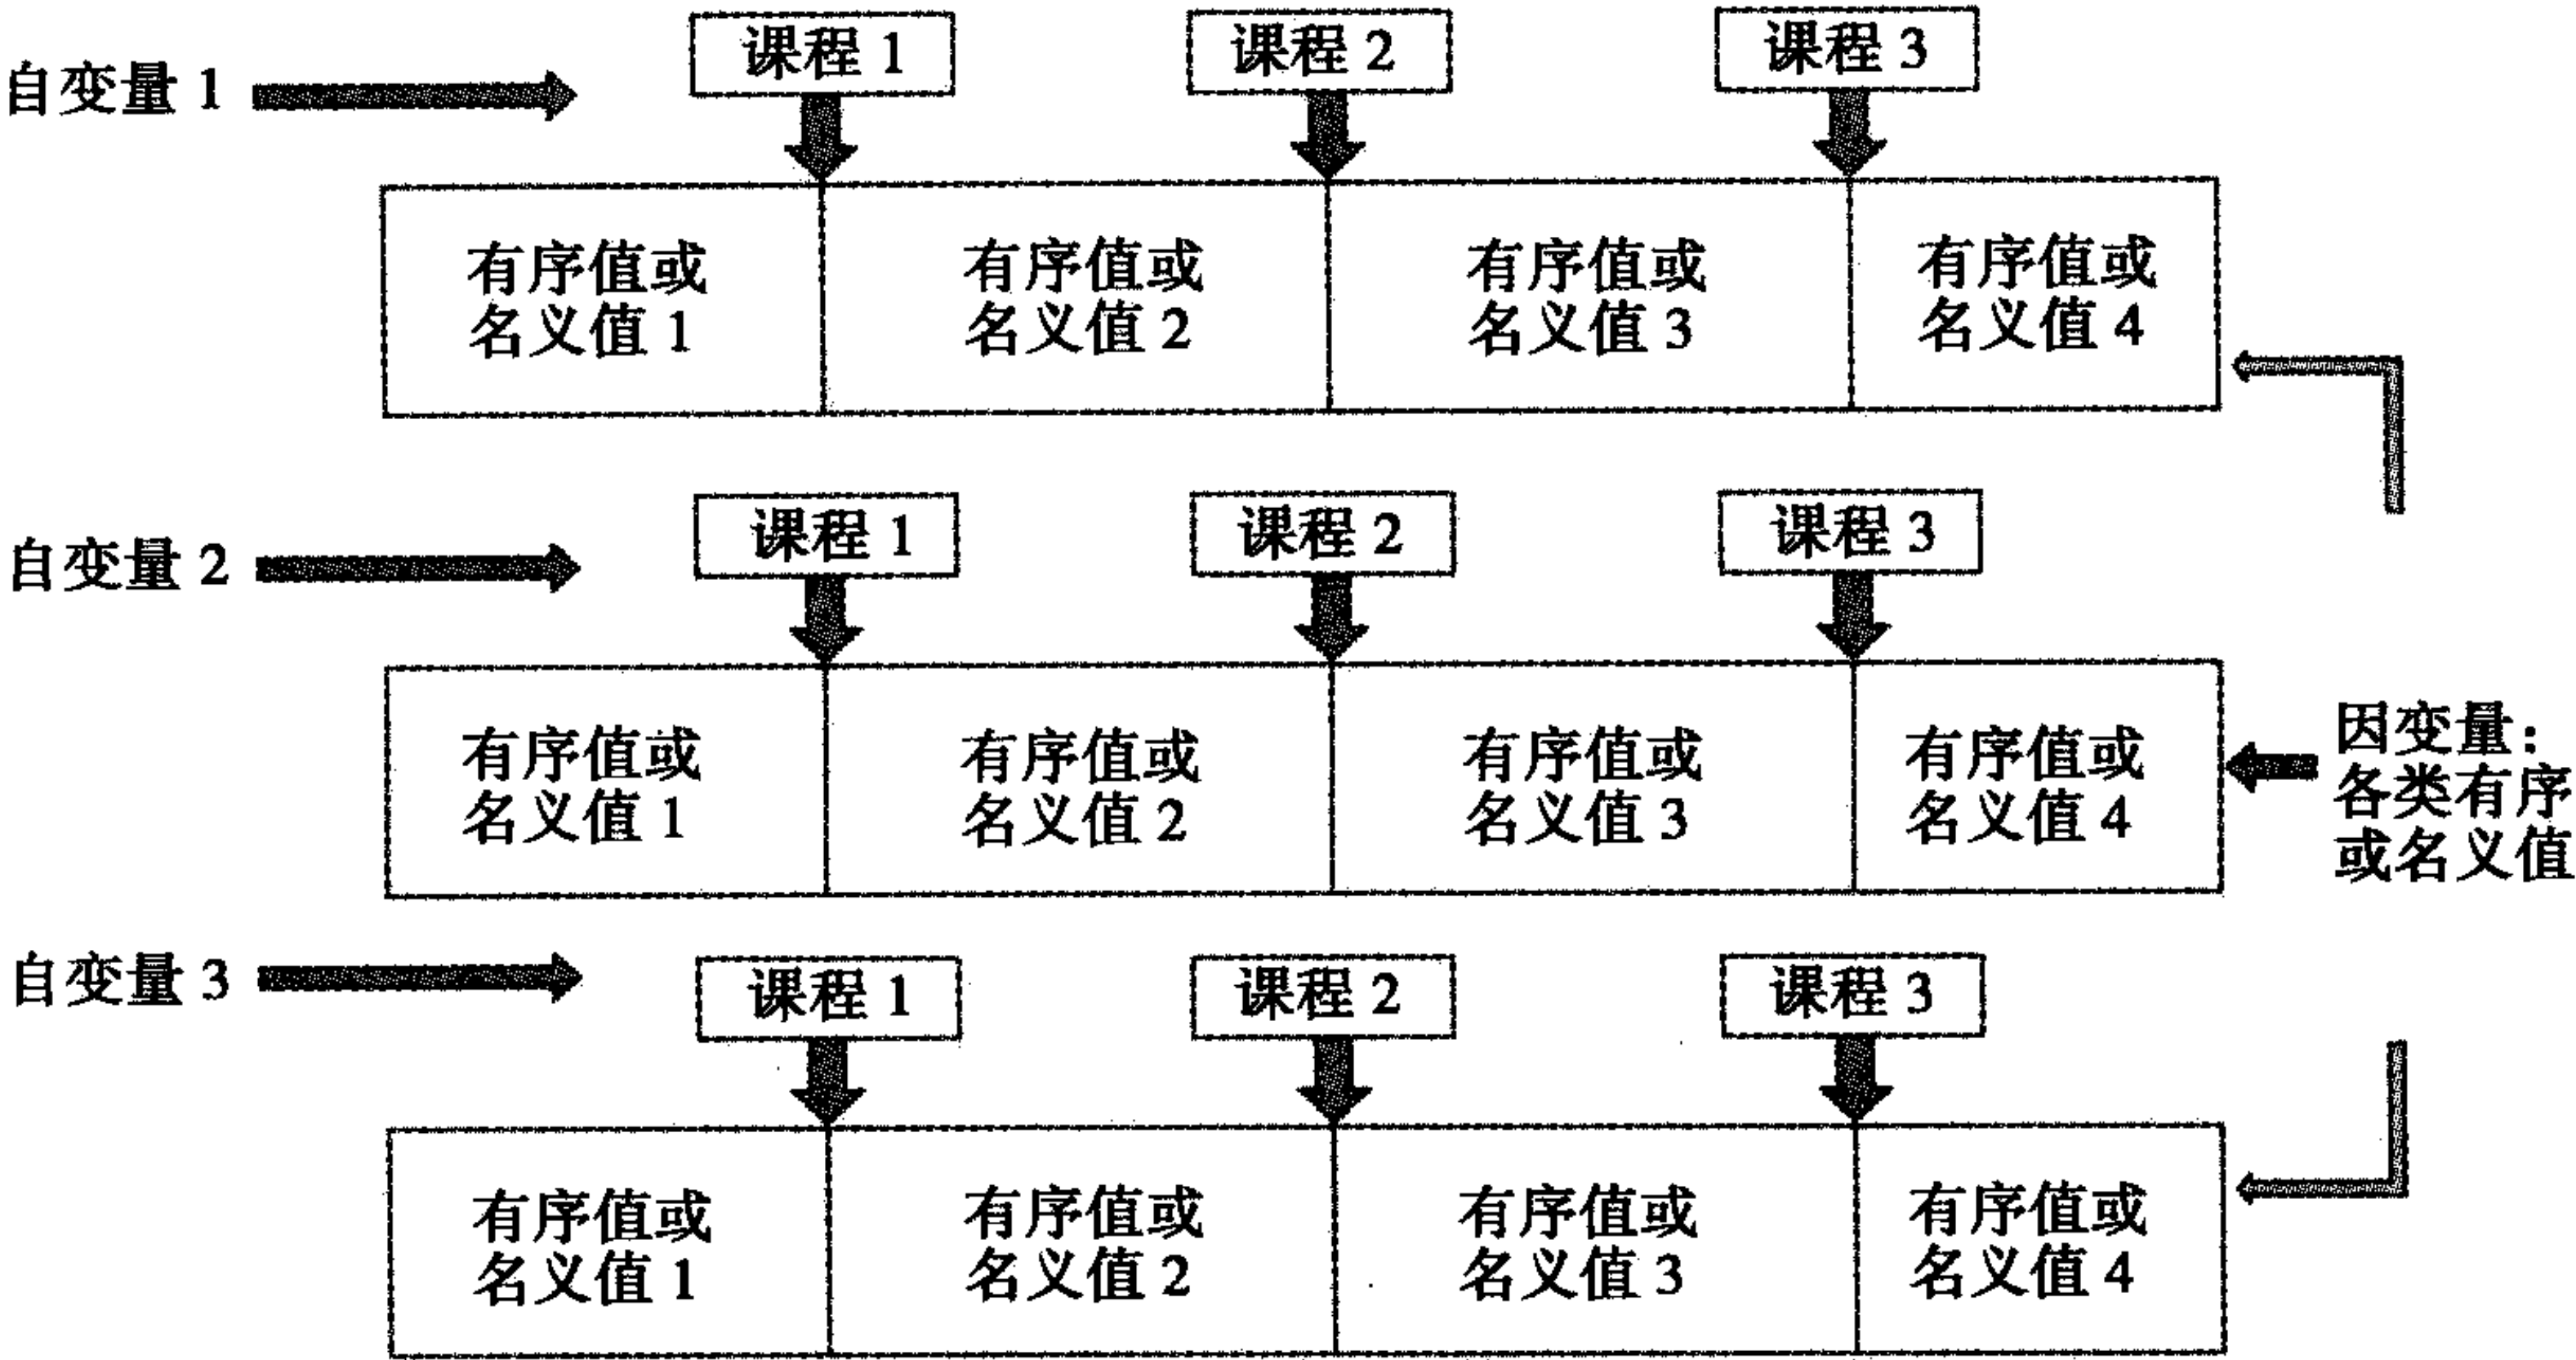 课程 1
课程 2
课程 3
自变量 1
有序值或
名义值 1
有序值或
名义值 2
有序值或
名义值 3
有序值或
名义值 4
课程 1
课程 2
课程 3
自变量 2
有序值或
名义值 1
有序值或
名义值 2
有序值或
名义值 3
有序值或
名义值 4
因变量：
各类有序
或名义值
自变量 3
课程 1
课程 2
课程 3
有序值或
名义值 1
有序值或
名义值 2
有序值或
名义值 3
有序值或
名义值 4